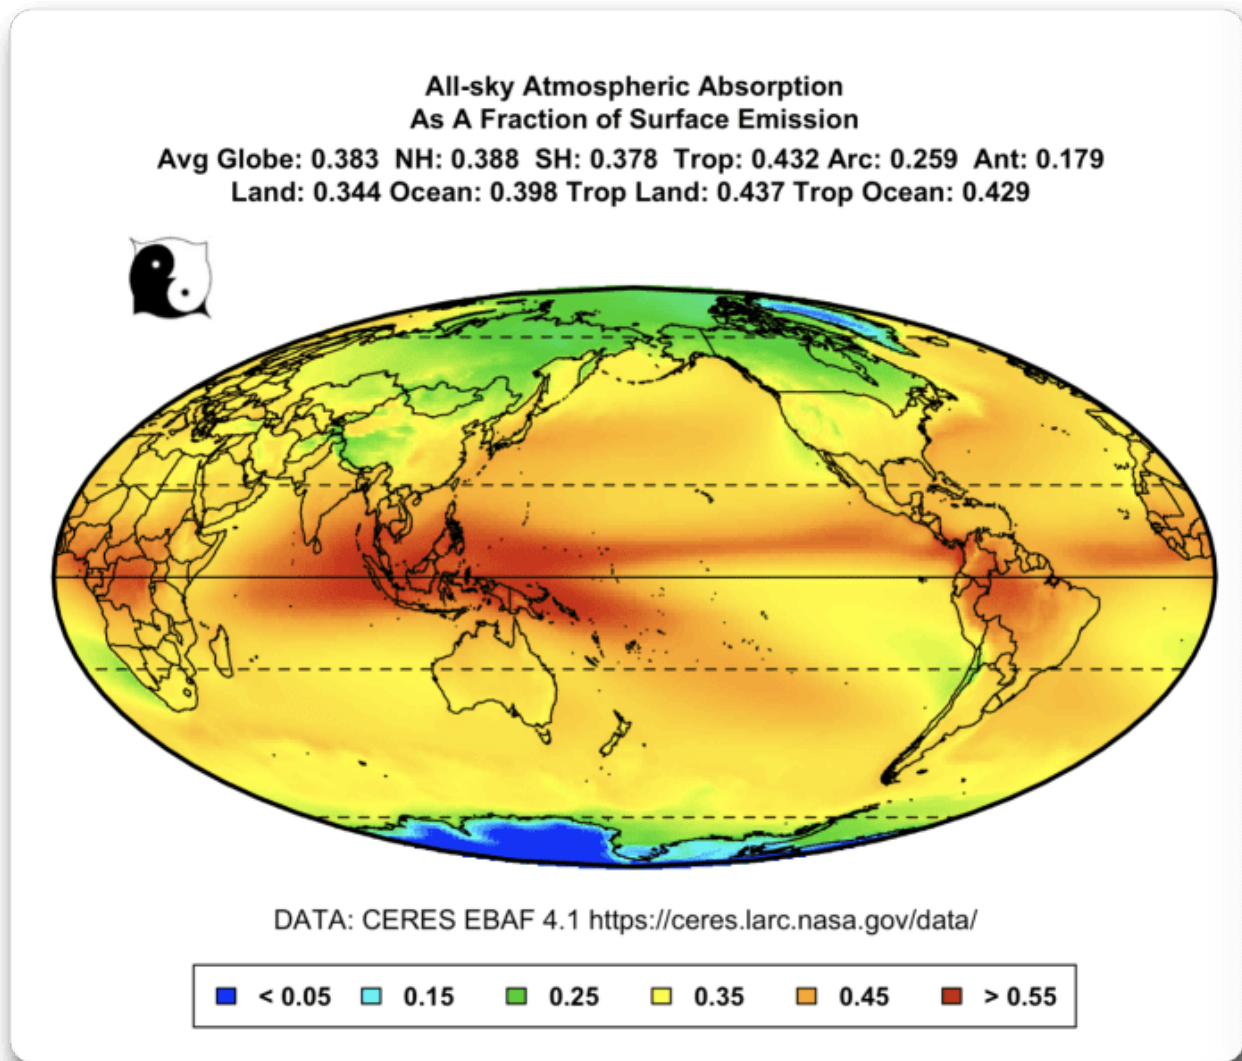 All-sky Atmospheric Absorption
As A Fraction of Surface Emission
Avg Globe: 0.383 NH: 0.388 SH: 0.378 Trop: 0.432 Arc: 0.259 Ant: 0.179
Land: 0.344 Ocean: 0.398 Trop Land: 0.437 Trop Ocean: 0.429
DATA: CERES EBAF 4.1 https://ceres.larc.nasa.gov/data/
< 0.05 0.15 0.25 0.35 0.45 > 0.55